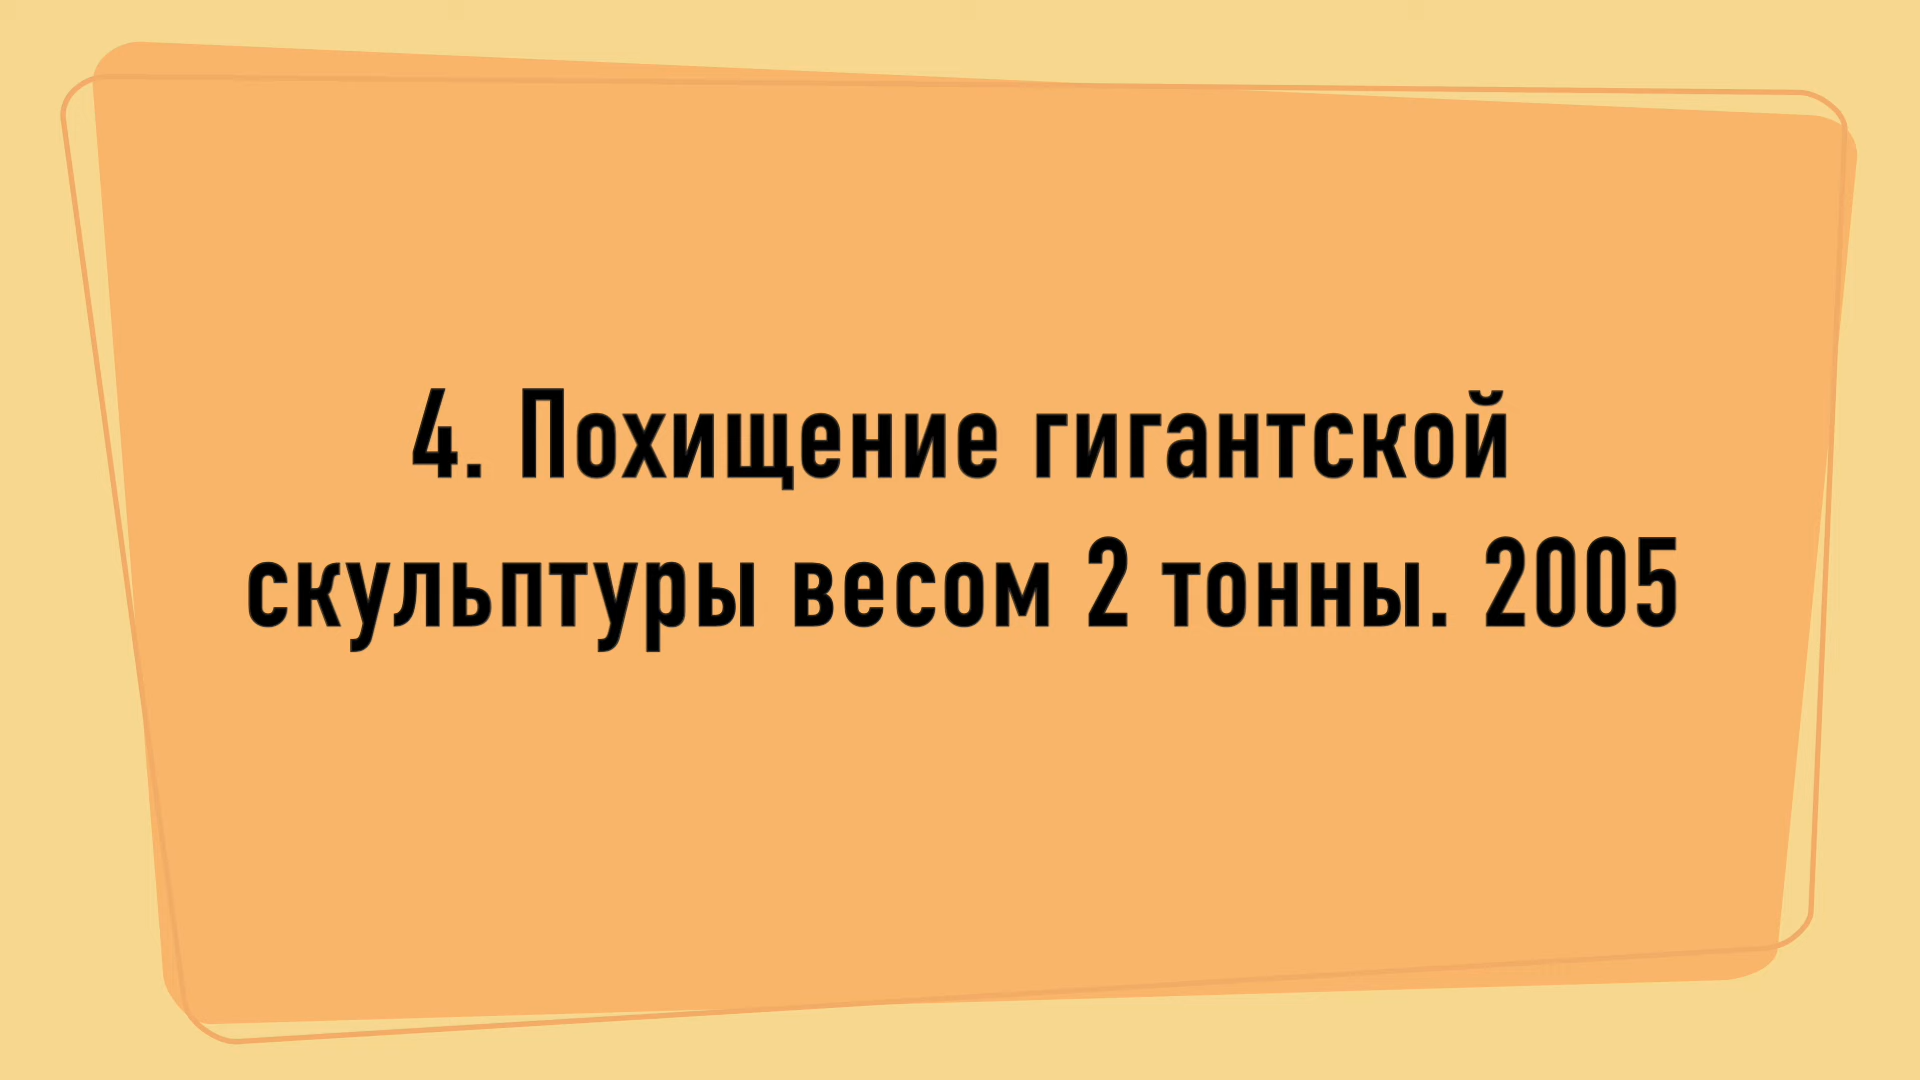 4. Похищение гигантской
скульптуры весом 2 тонны. 2005